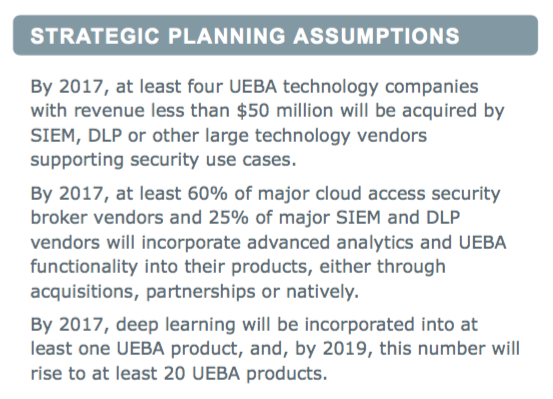 STRATEGIC PLANNING ASSUMPTIONS
By 2017, at least four UEBA technology companies
with revenue less than $50 million will be acquired by
SIEM, DLP or other large technology vendors
supporting security use cases.
By 2017, at least 60% of major cloud access security
broker vendors and 25% of major SIEM and DLP
vendors will incorporate advanced analytics and UEBA
functionality into their products, either through
acquisitions, partnerships or natively.
By 2017, deep learning will be incorporated into at
least one UEBA product, and, by 2019, this number will
rise to at least 20 UEBA products.